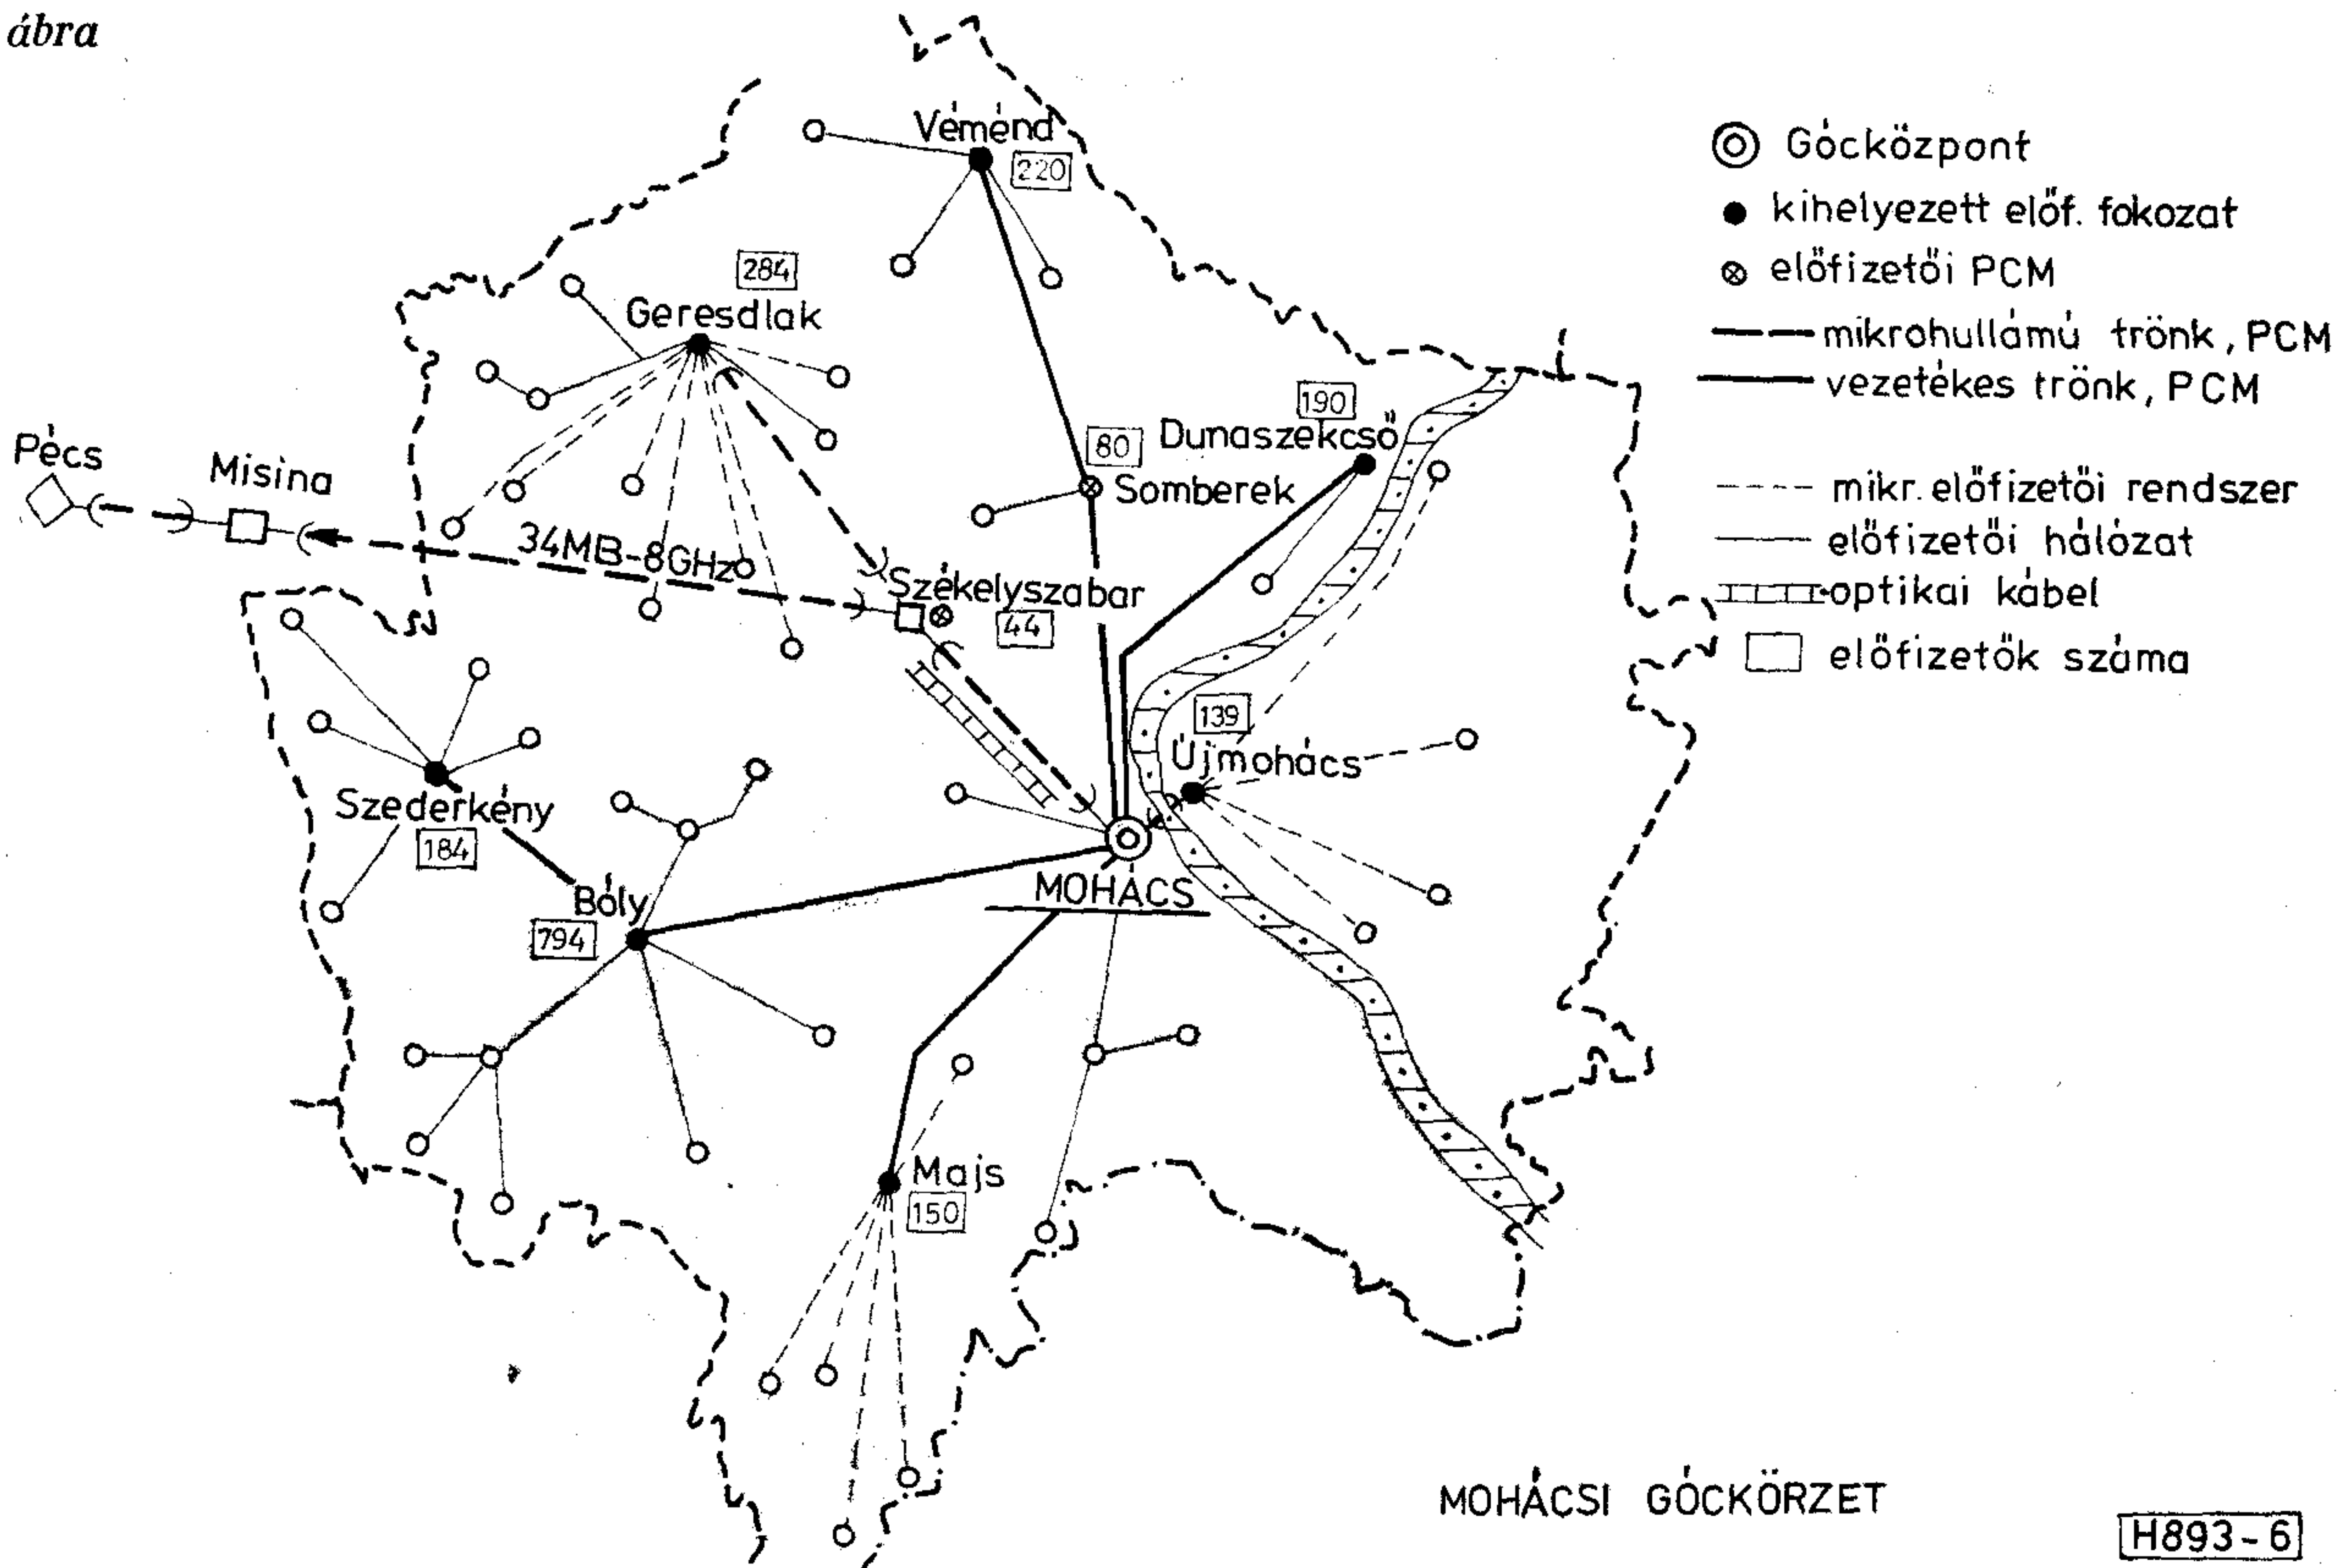 ábra
Véménd
220
284
Geresdlak
190
Dunaszekcső
80
Somberek
Pécs
Misina
34MB-8GHz
Székelyszabar
44
139
Újmohács
Szederkény
184
Bóly
794
MOHÁCS
Majs
150
Gócközpont
kihelyezett előf. fokozat
előfizetői PCM
mikrohullámú trönk, PCM
vezetékes trönk, PCM
mikr. előfizetői rendszer
előfizetői hálózat
optikai kábel
előfizetők száma
MOHÁCSI GÓCKÖRZET
H893-6